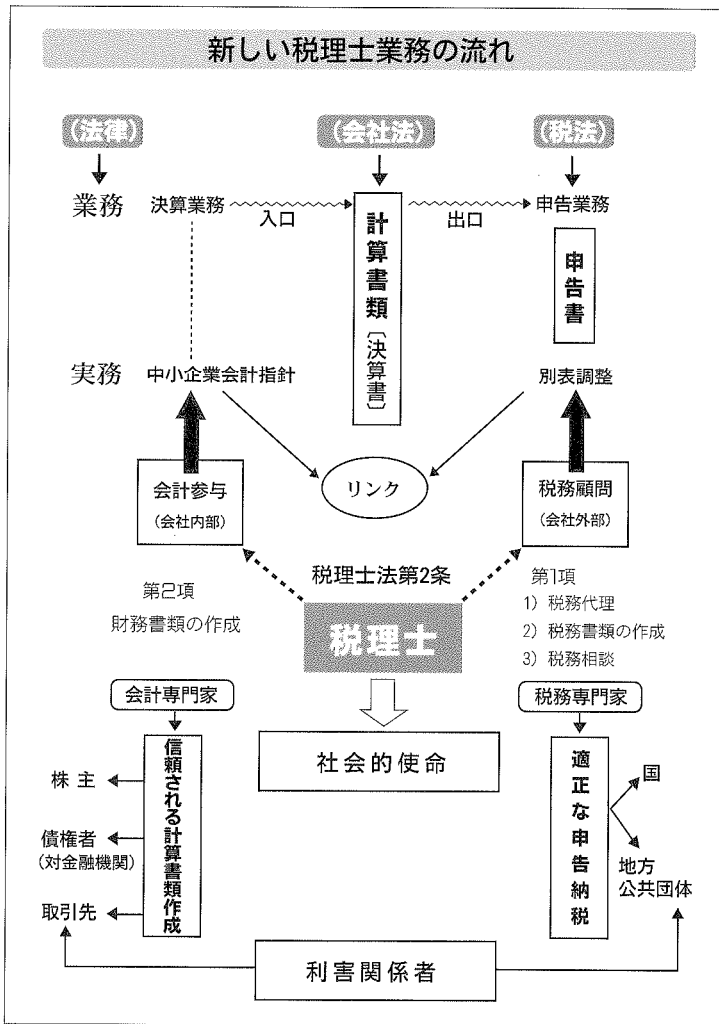 新しい税理士業務の流れ
(法律)
(会社法)
(税法)
業務
決算業務
入口
計算書類〔決算書〕
出口
申告業務
申告書
実務
中小企業会計指針
別表調整
リンク
会計参与
(会社内部)
税務顧問
(会社外部)
税理士法第2条
第2項
財務書類の作成
税理士
第1項
1) 税務代理
2) 税務書類の作成
3) 税務相談
会計専門家
税務専門家
社会的使命
信頼される計算書類作成
株主
債権者
(対金融機関)
取引先
適正な申告納税
国
地方
公共団体
利害関係者